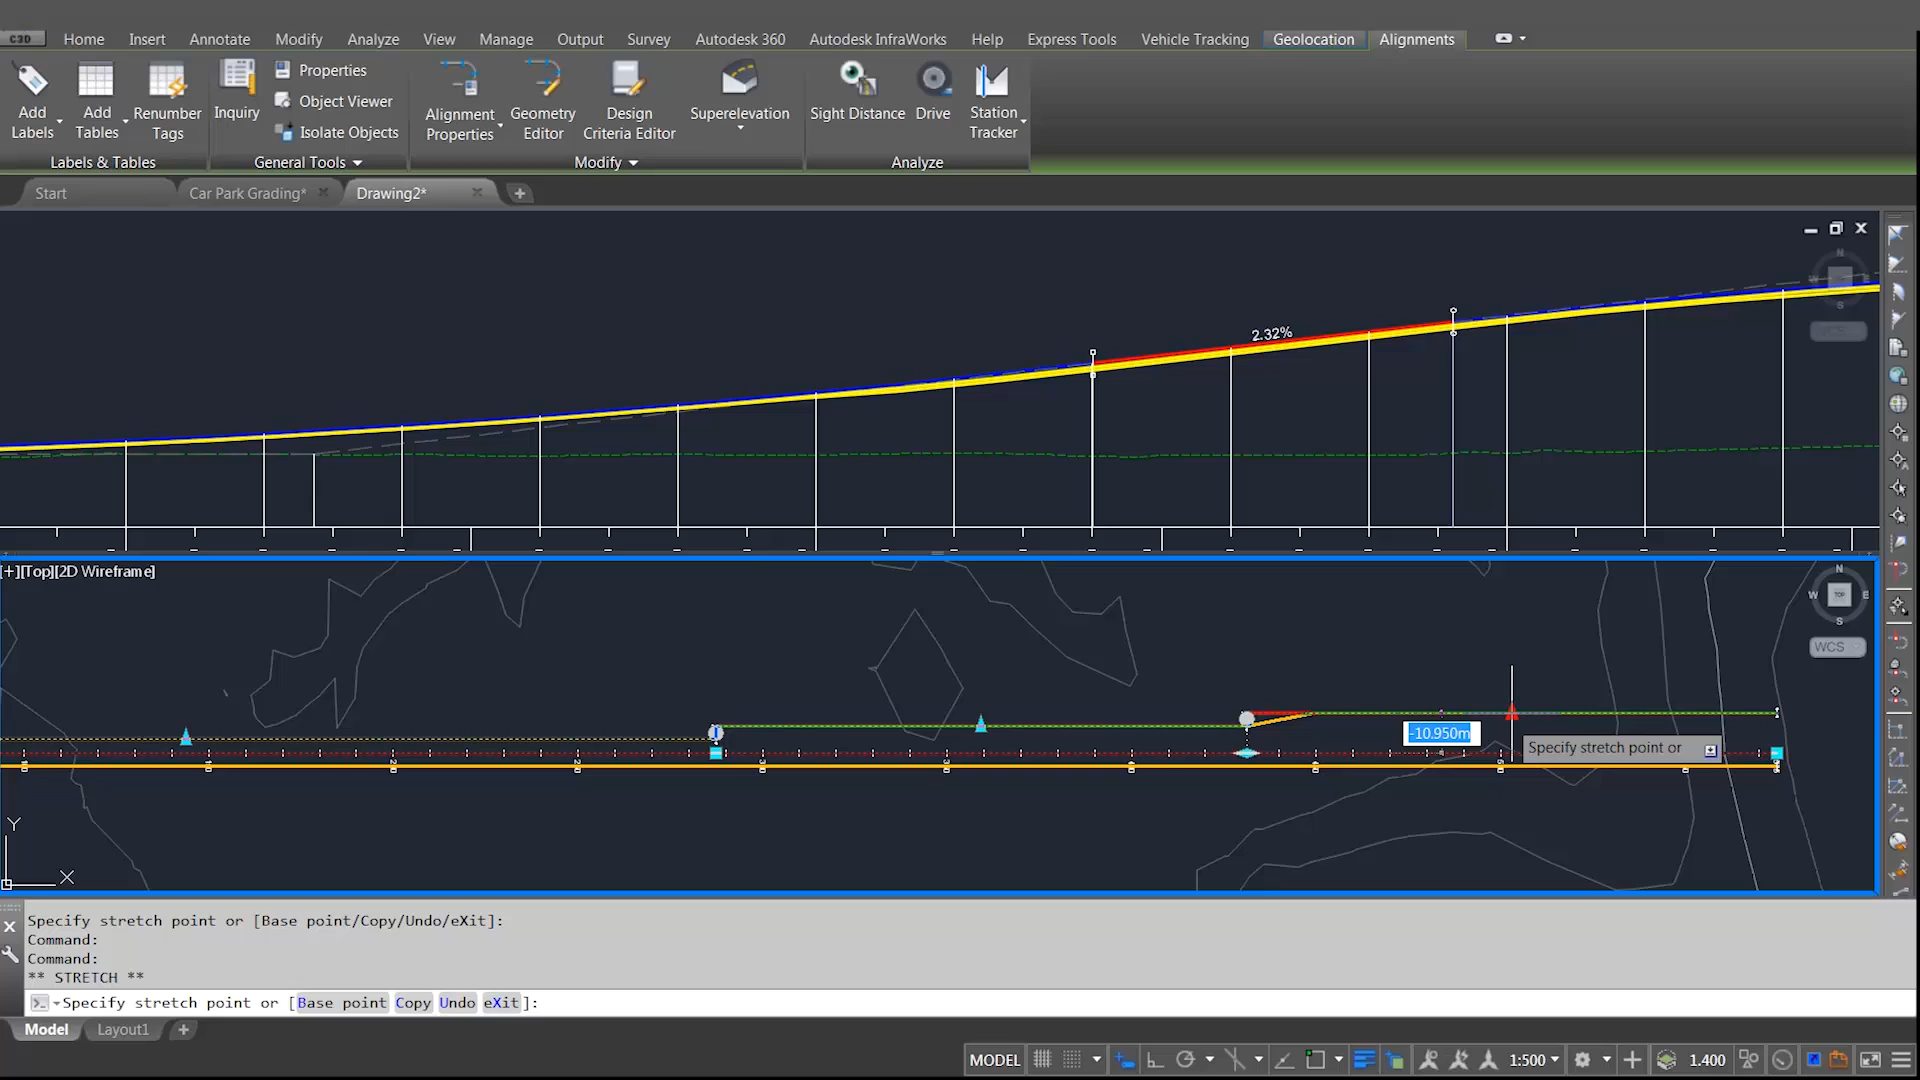 C3D Home Insert Annotate Modify Analyze View Manage Output Survey Autodesk 360 Autodesk InfraWorks Help Express Tools Vehicle Tracking Geolocation Alignments
Add Labels
Add Tables
Renumber Tags
Inquiry
Properties
Object Viewer
Isolate Objects
Alignment Properties
Geometry Editor
Design Criteria Editor
Superelevation
Sight Distance
Drive
Station Tracker
Labels & Tables General Tools Modify Analyze
Start Car Park Grading* Drawing2*
2.32%
[+][Top][2D Wireframe]
N
W TOP E
S
WCS
-10.950m
Specify stretch point or
Y
X
Specify stretch point or [Base point/Copy/Undo/eXit]:
Command:
Command:
** STRETCH **
Specify stretch point or [Base point Copy Undo eXit]:
Model Layout1
MODEL 1:500 1.400